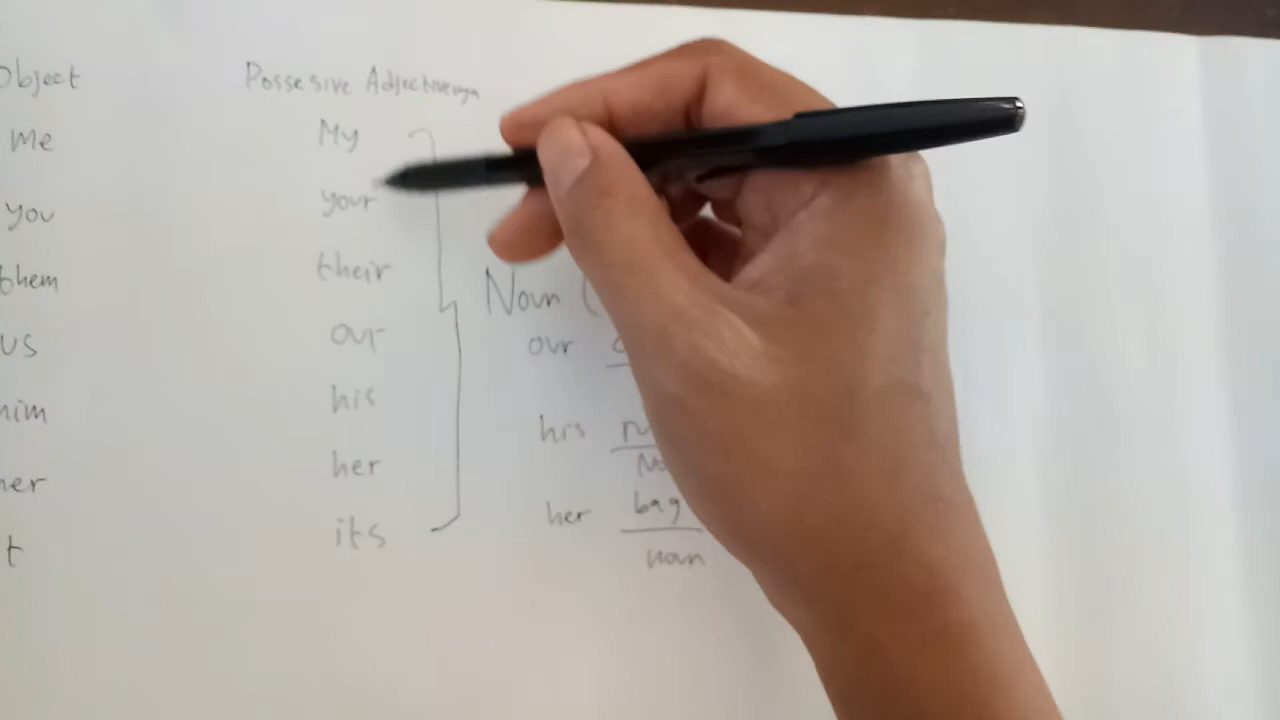 Object Possesive Adjective
Me My
you your
them their
us our
him his
her her
its
Noun (
our
his
her bag
noun